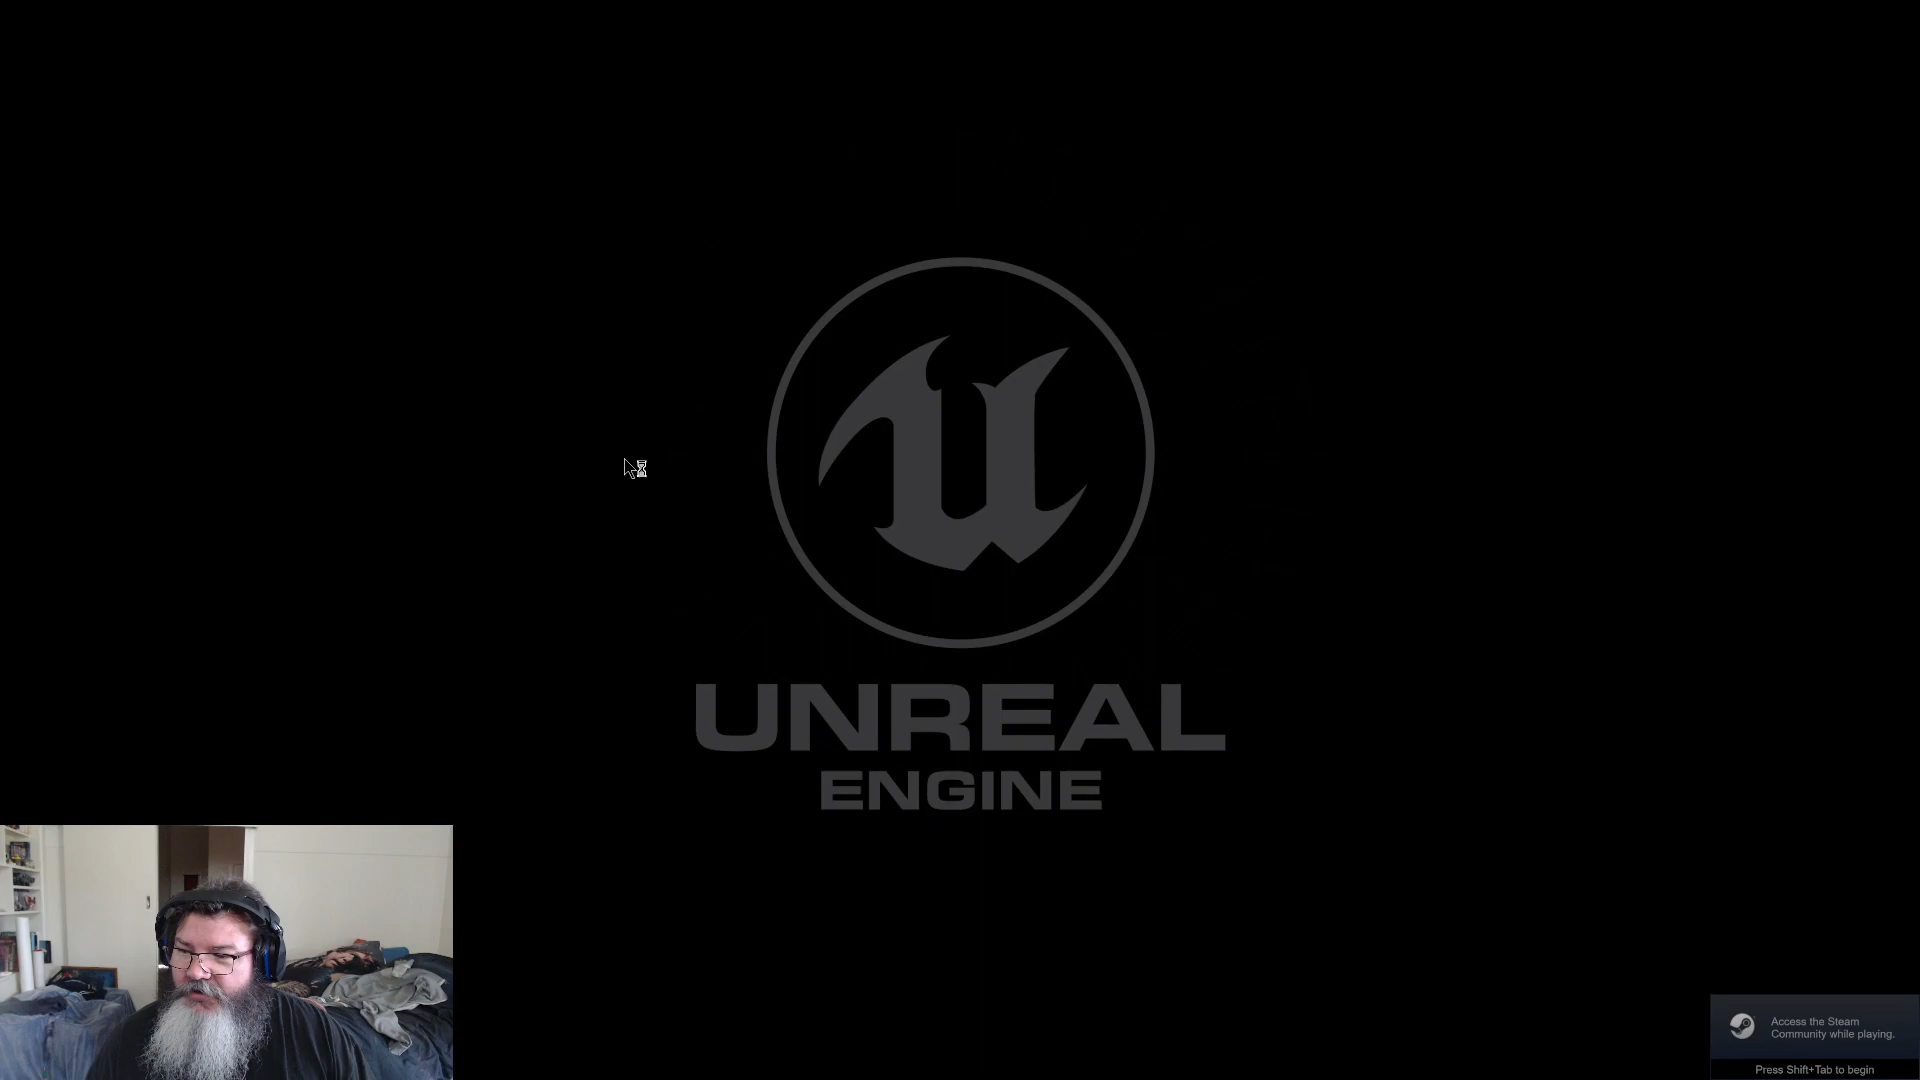 UNREAL
ENGINE
Access the Steam
Community while playing.
Press Shift+Tab to begin